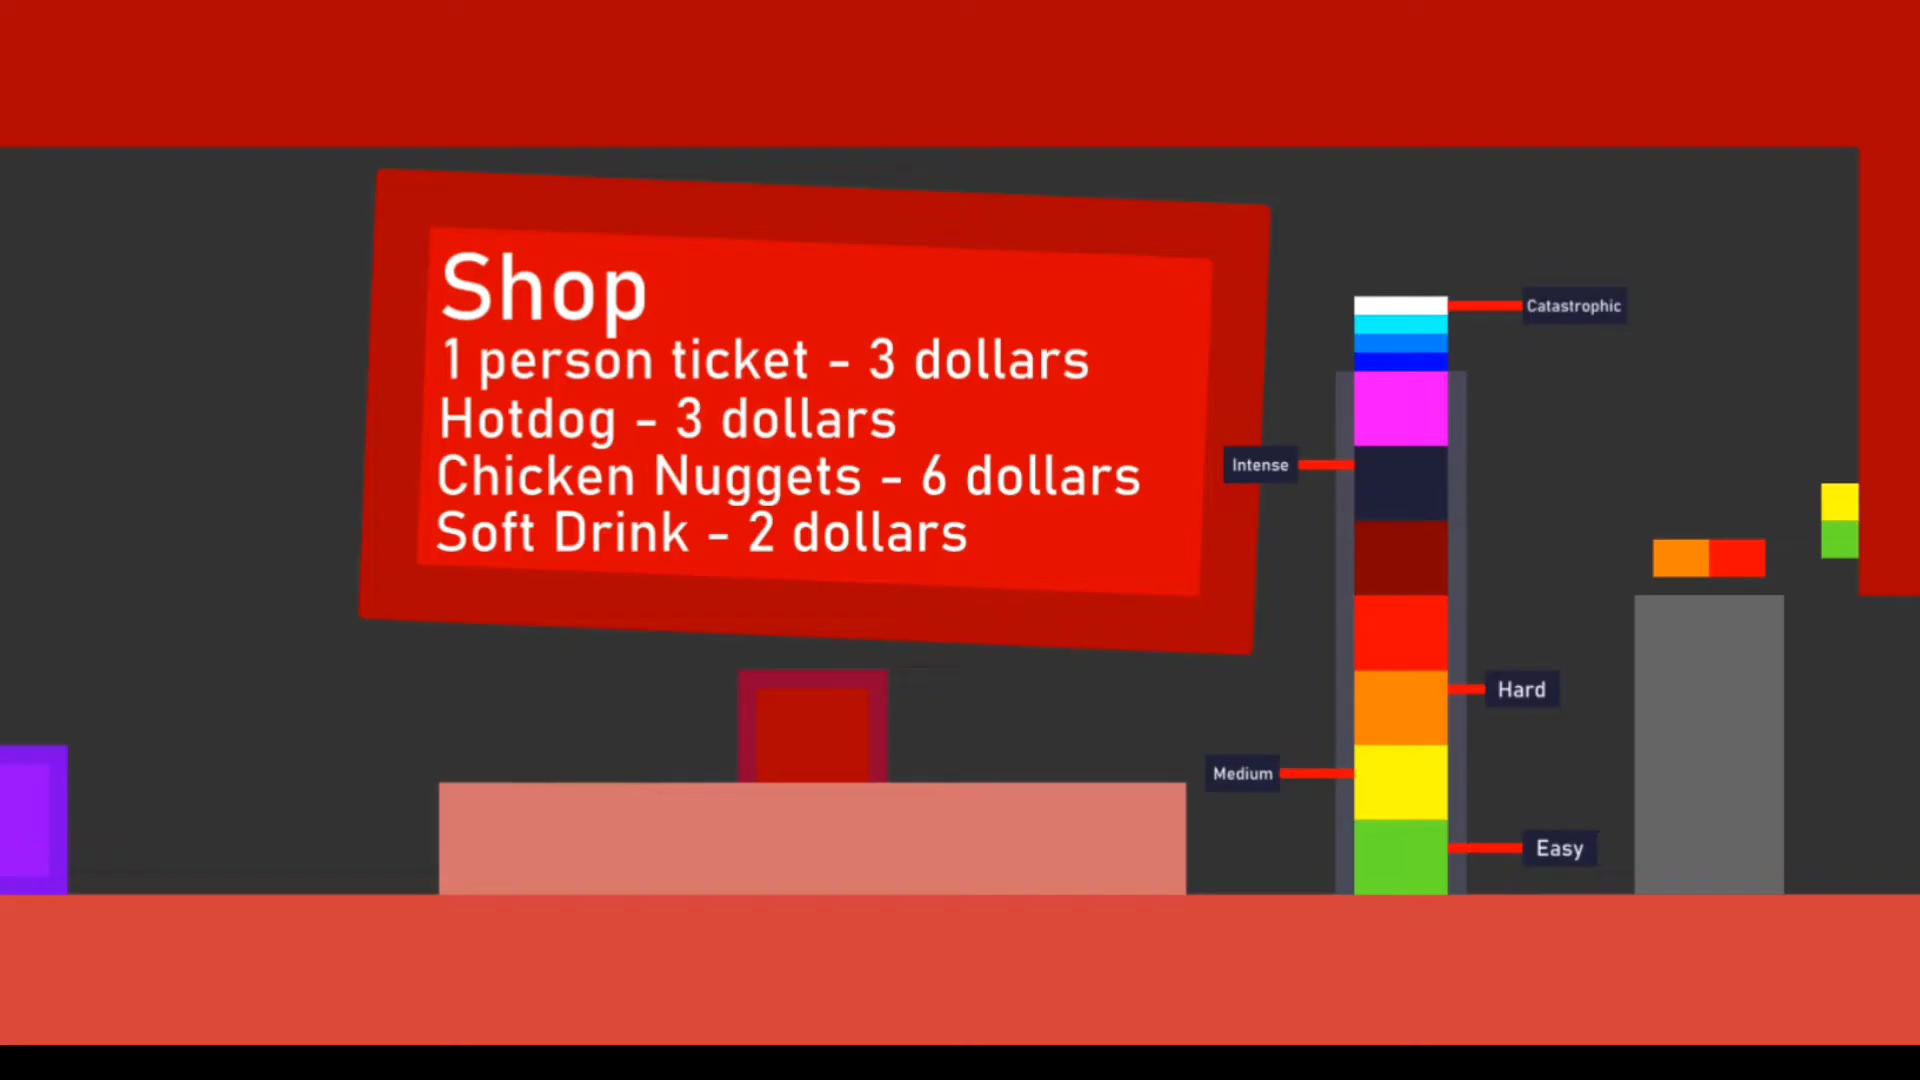 Shop
1 person ticket - 3 dollars
Hotdog - 3 dollars
Chicken Nuggets - 6 dollars
Soft Drink - 2 dollars
Catastrophic
Intense
Hard
Medium
Easy